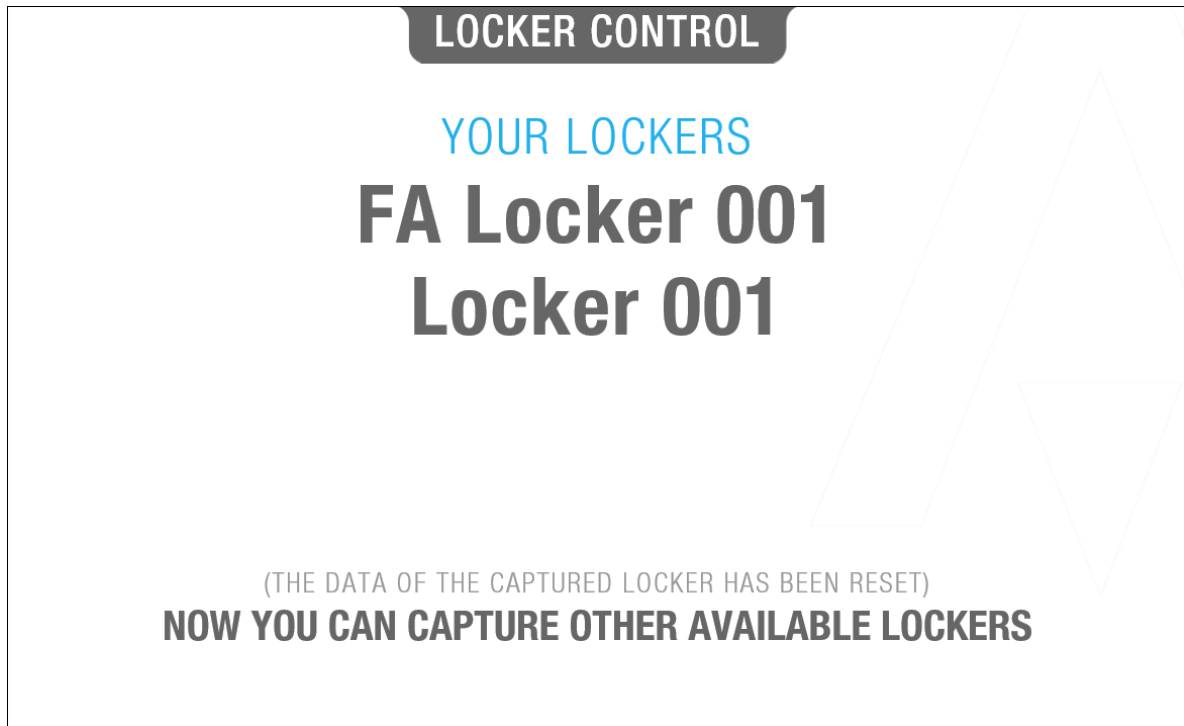 LOCKER CONTROL
YOUR LOCKERS
FA Locker 001
Locker 001
(THE DATA OF THE CAPTURED LOCKER HAS BEEN RESET)
NOW YOU CAN CAPTURE OTHER AVAILABLE LOCKERS